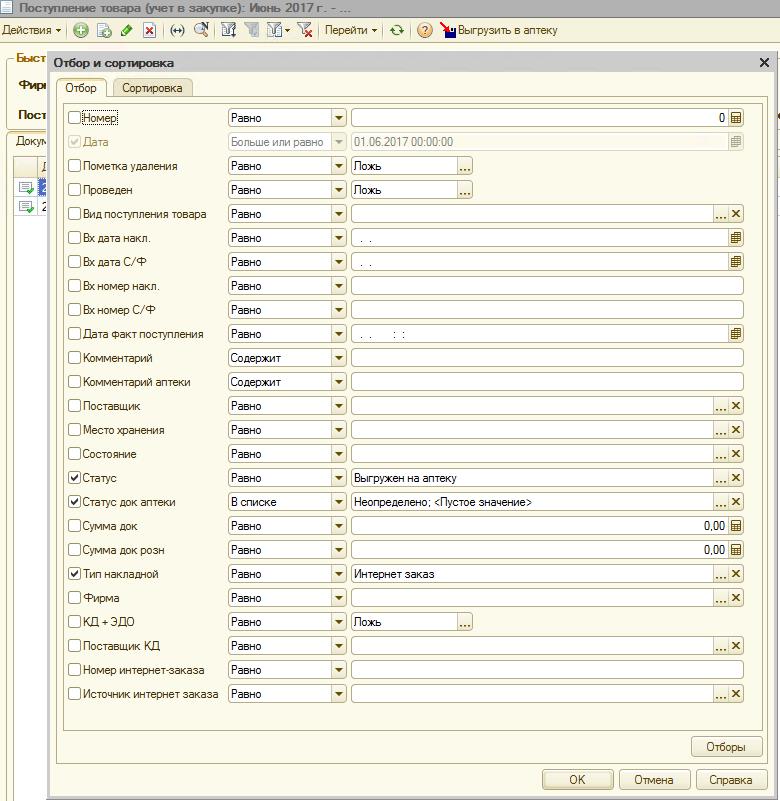 Поступление товара (учет в закупке): Июнь 2017 г. - ...
Действия Перейти ? Выгрузить в аптеку
Быст
Отбор и сортировка
Фир
Отбор Сортировка
Пост
Номер Равно 0
Докум
Дата Больше или равно 01.06.2017 00:00:00
Пометка удаления Равно Ложь ...
Проведен Равно Ложь ...
2
Вид поступления товара Равно ...
2
Вх дата накл. Равно . .
Вх дата С/Ф Равно . .
Вх номер накл. Равно
Вх номер С/Ф Равно
Дата факт поступления Равно . . : :
Комментарий Содержит
Комментарий аптеки Содержит
Поставщик Равно ...
Место хранения Равно ...
Состояние Равно ...
Статус Равно Выгружен на аптеку ...
Статус док аптеки В списке Неопределено; <Пустое значение> ...
Сумма док Равно 0,00
Сумма док розн Равно 0,00
Тип накладной Равно Интернет заказ ...
Фирма Равно ...
КД + ЭДО Равно Ложь ...
Поставщик КД Равно ...
Номер интернет-заказа Равно
Источник интернет заказа Равно ...
Отборы
OK Отмена Справка